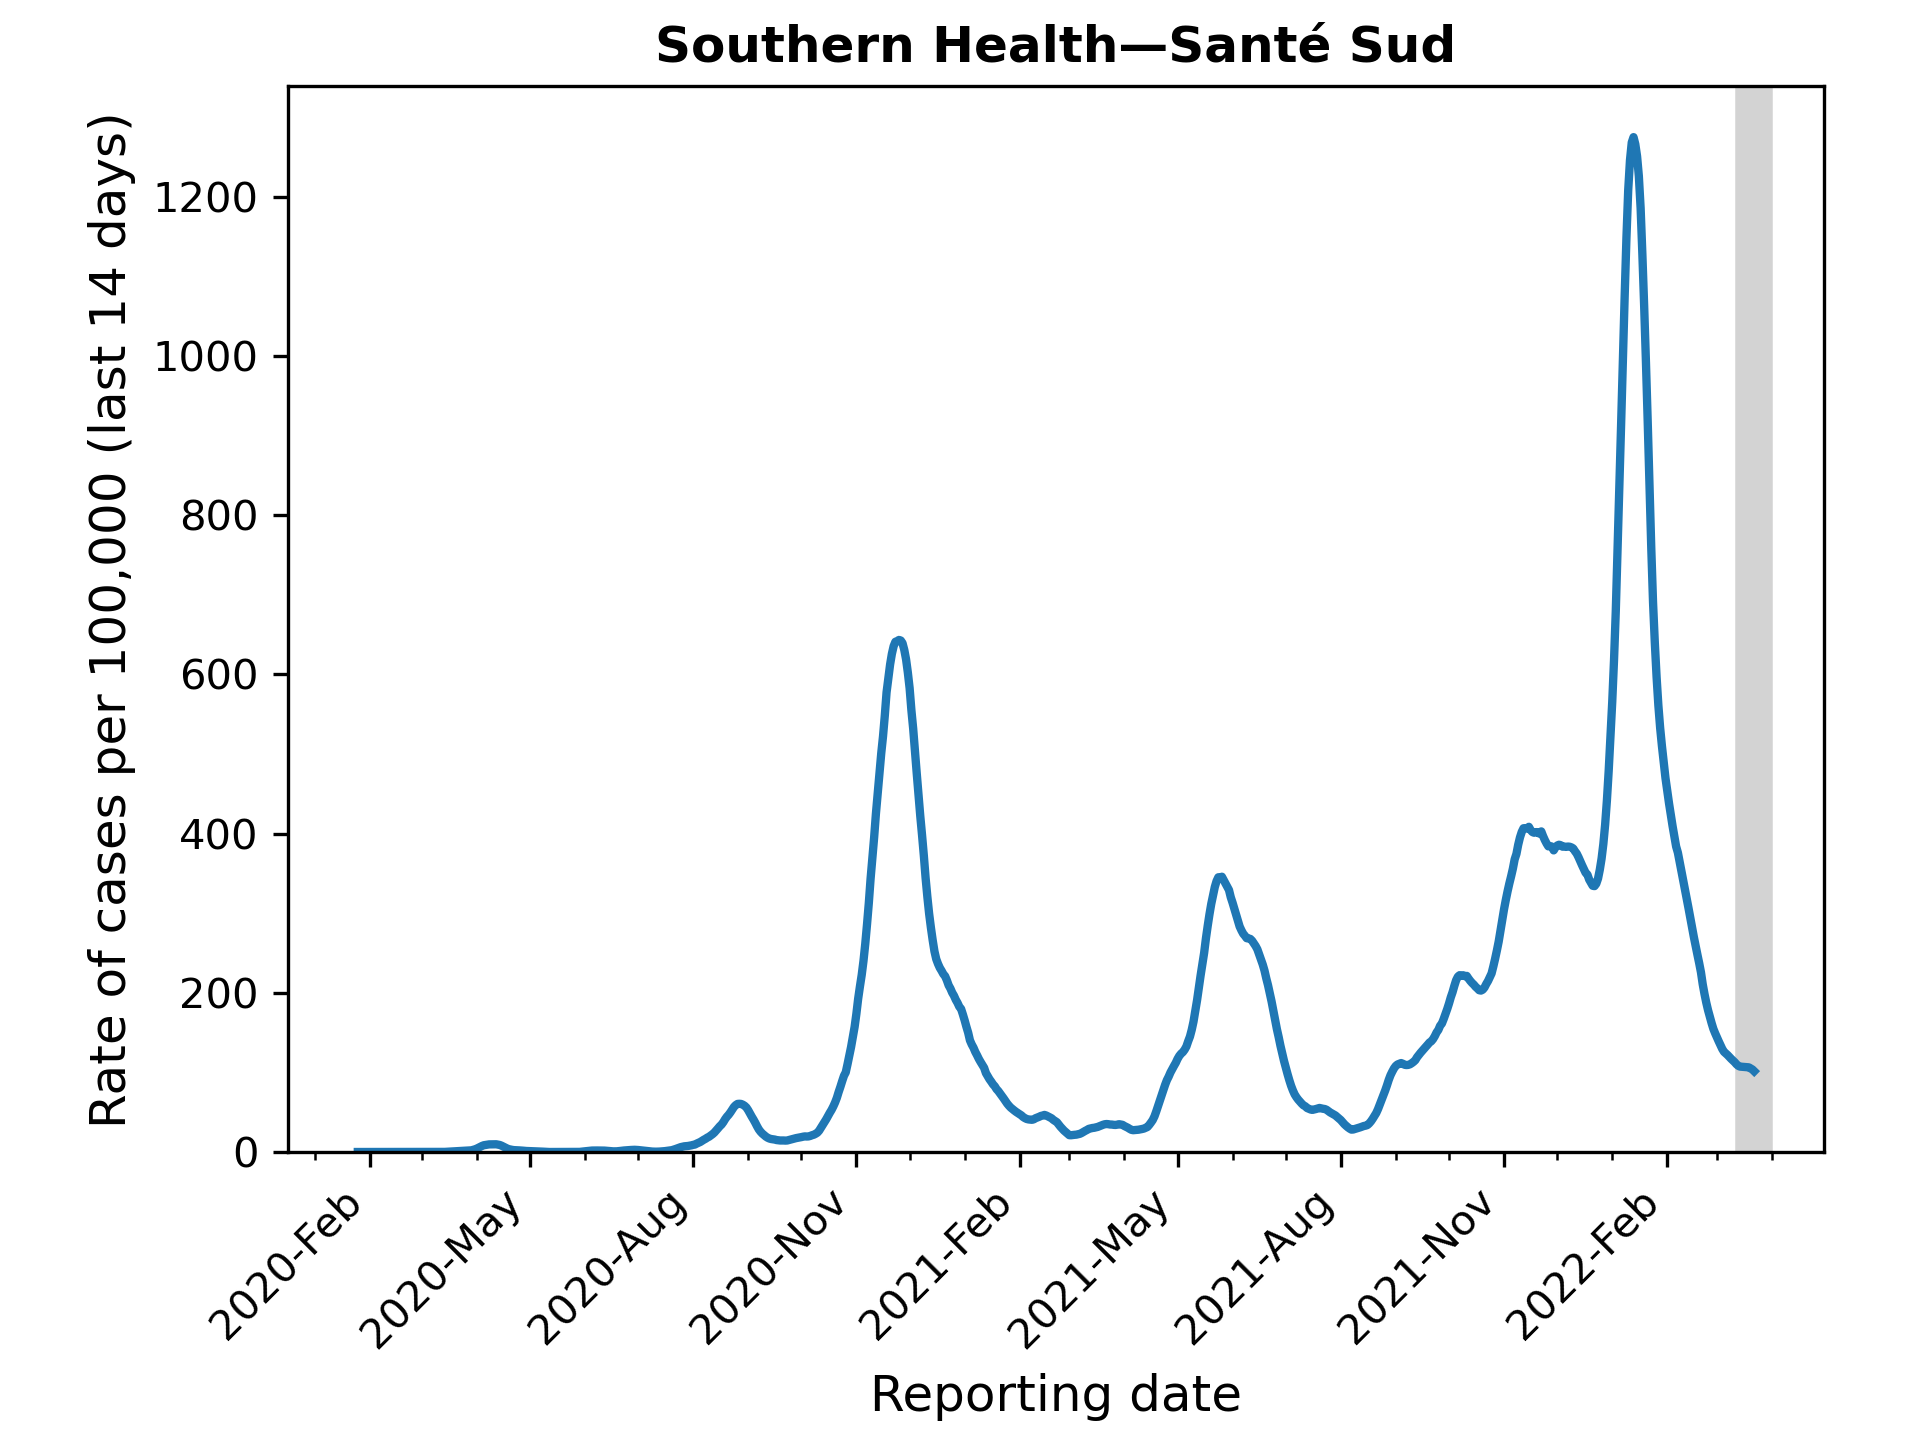 Southern Health—Santé Sud
Rate of cases per 100,000 (last 14 days)
1200
1000
800
600
400
200
0
2020-Feb
2020-May
2020-Aug
2020-Nov
2021-Feb
2021-May
2021-Aug
2021-Nov
2022-Feb
Reporting date